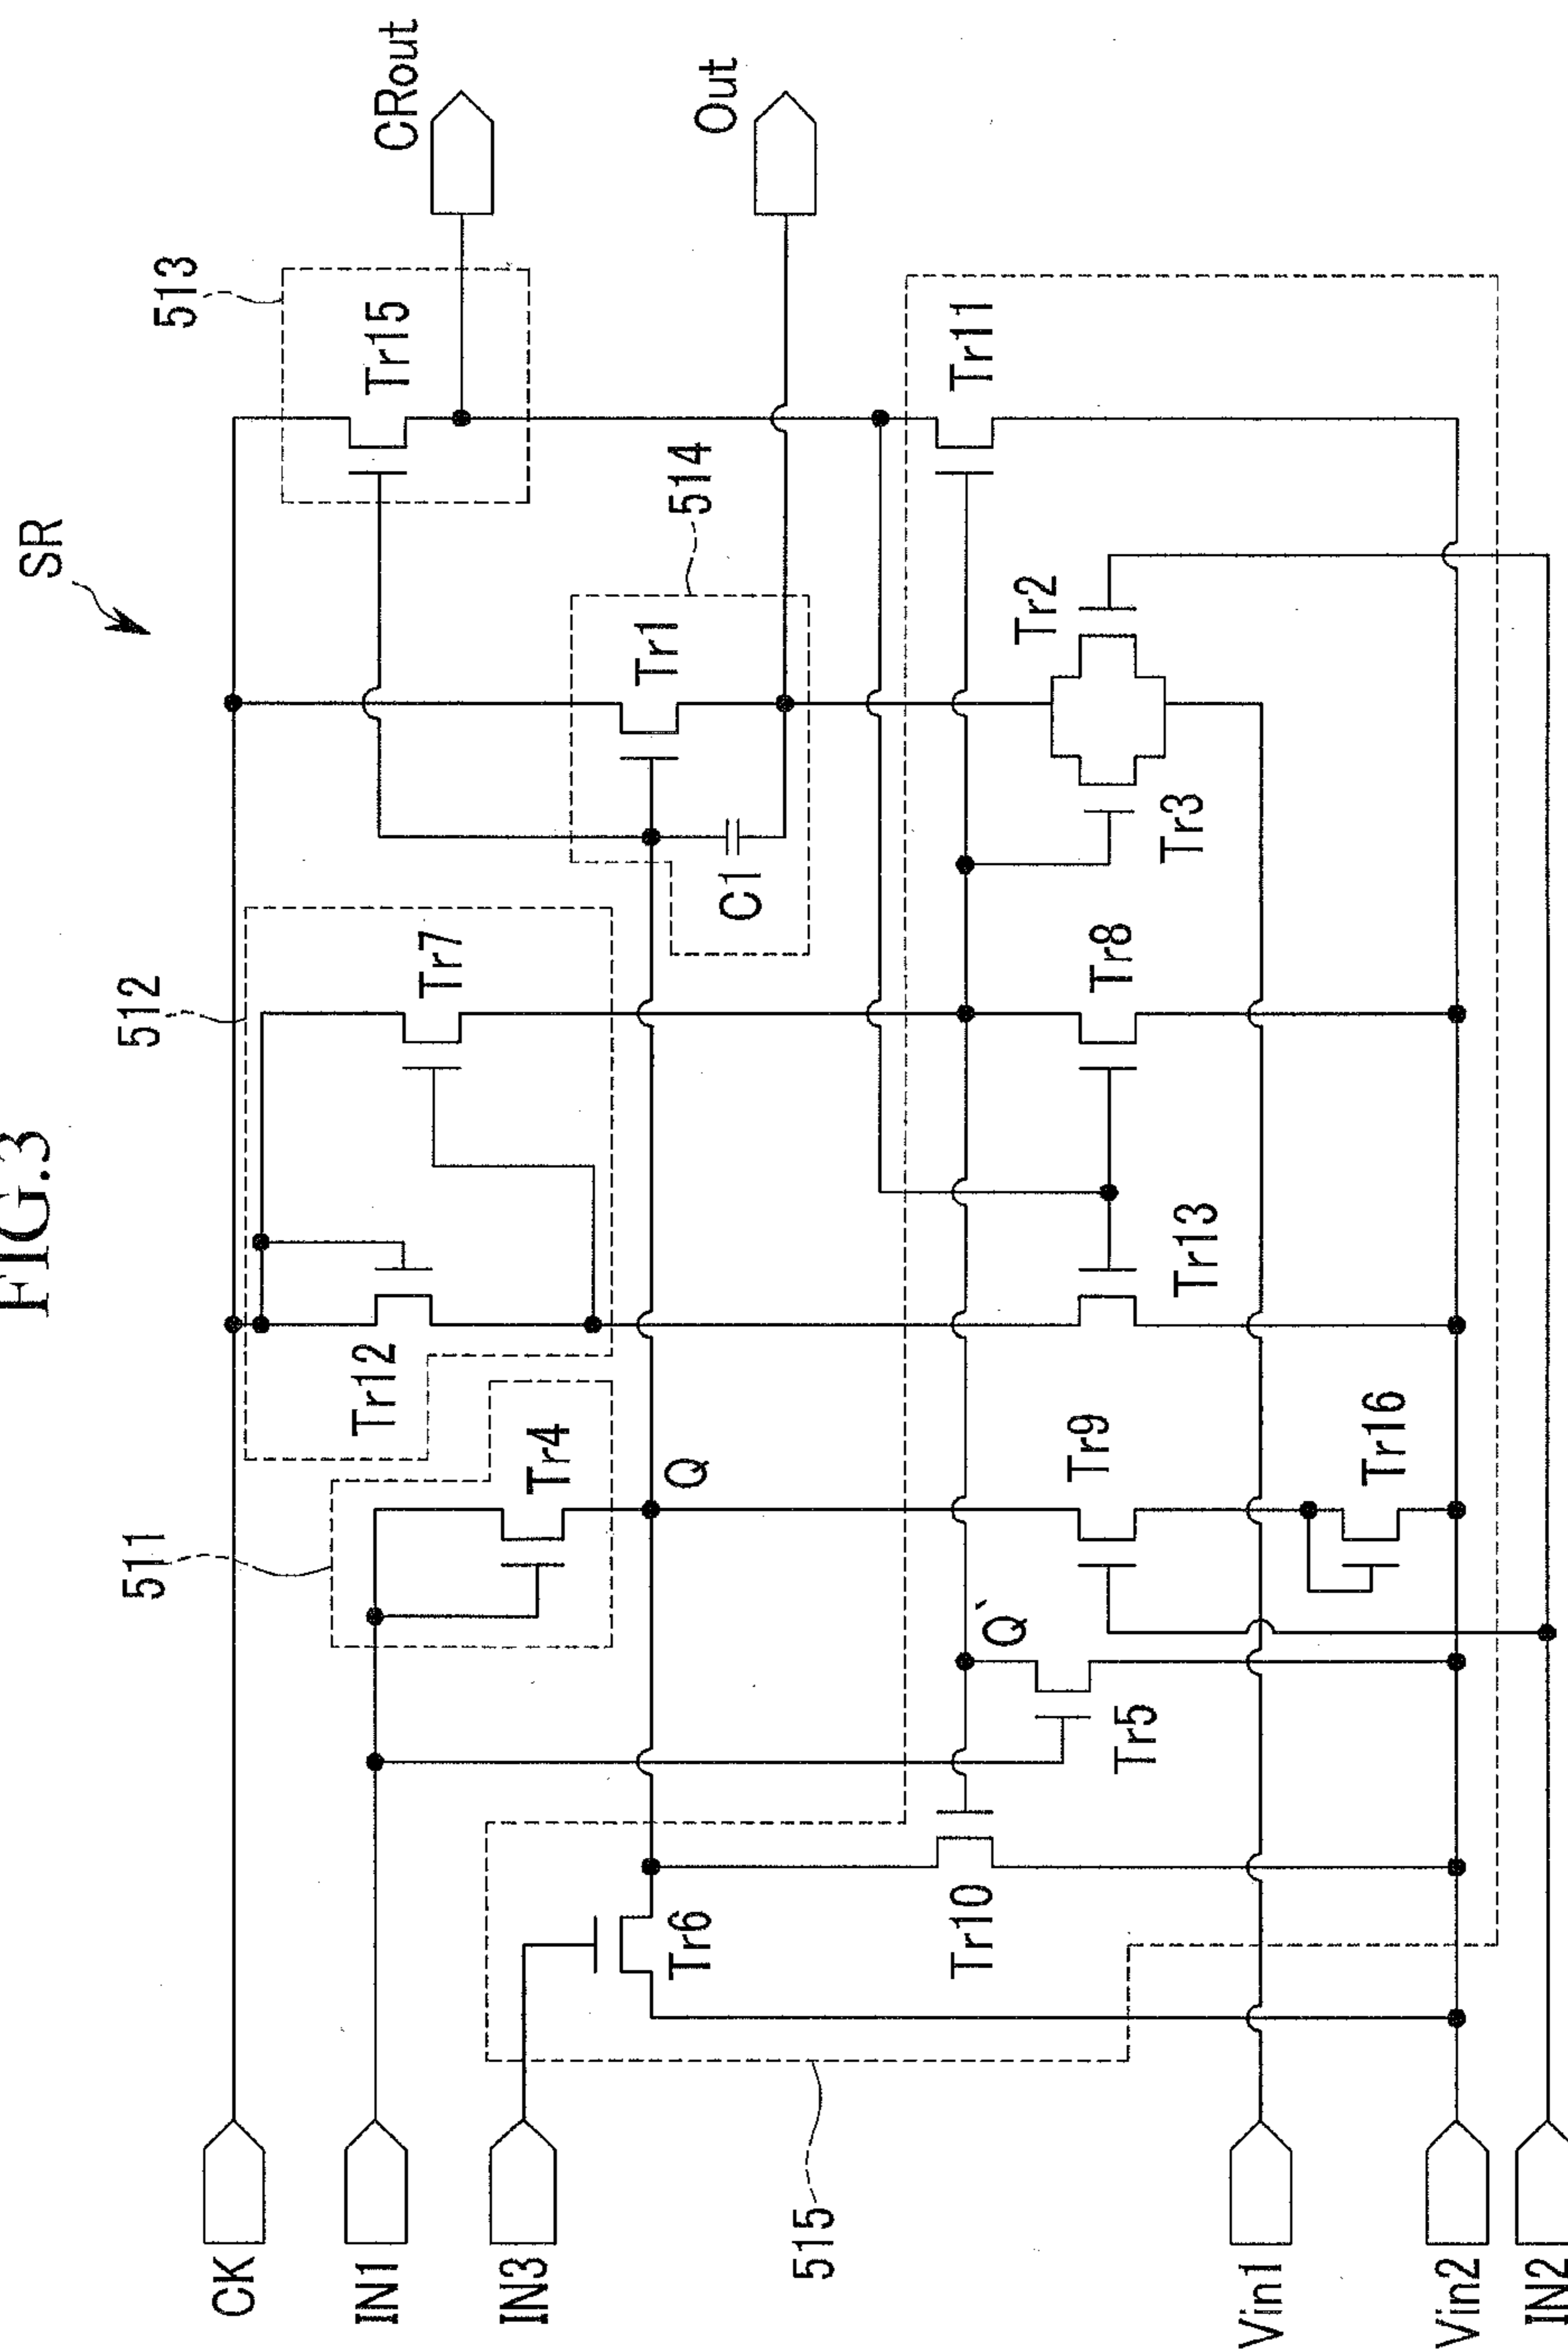 FIG.3
SR
511
512
513
514
515
CK
IN1
IN3
Vin1
Vin2
IN2
CRout
Out
Tr12
Tr7
Tr15
Tr4
Tr1
C1
Q
Q`
Tr6
Tr10
Tr5
Tr9
Tr16
Tr13
Tr8
Tr3
Tr2
Tr11